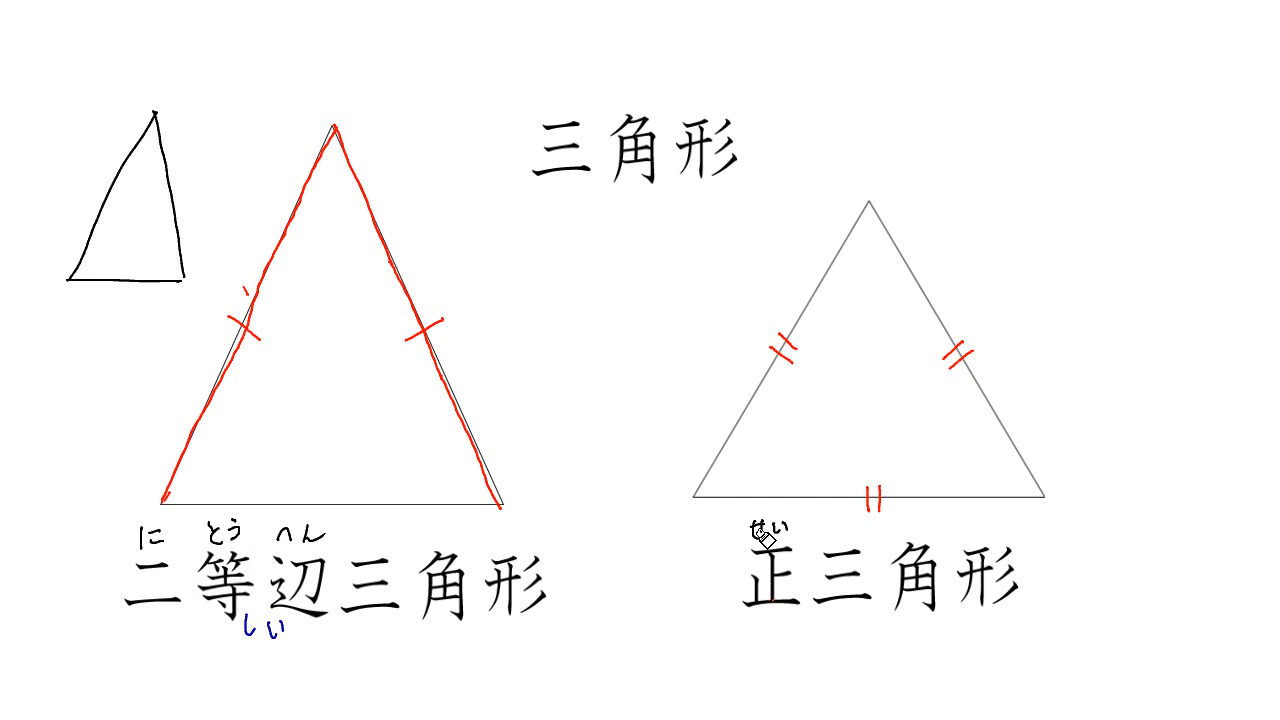 三角形
に とう へん
二等辺三角形
しい
せい
正三角形